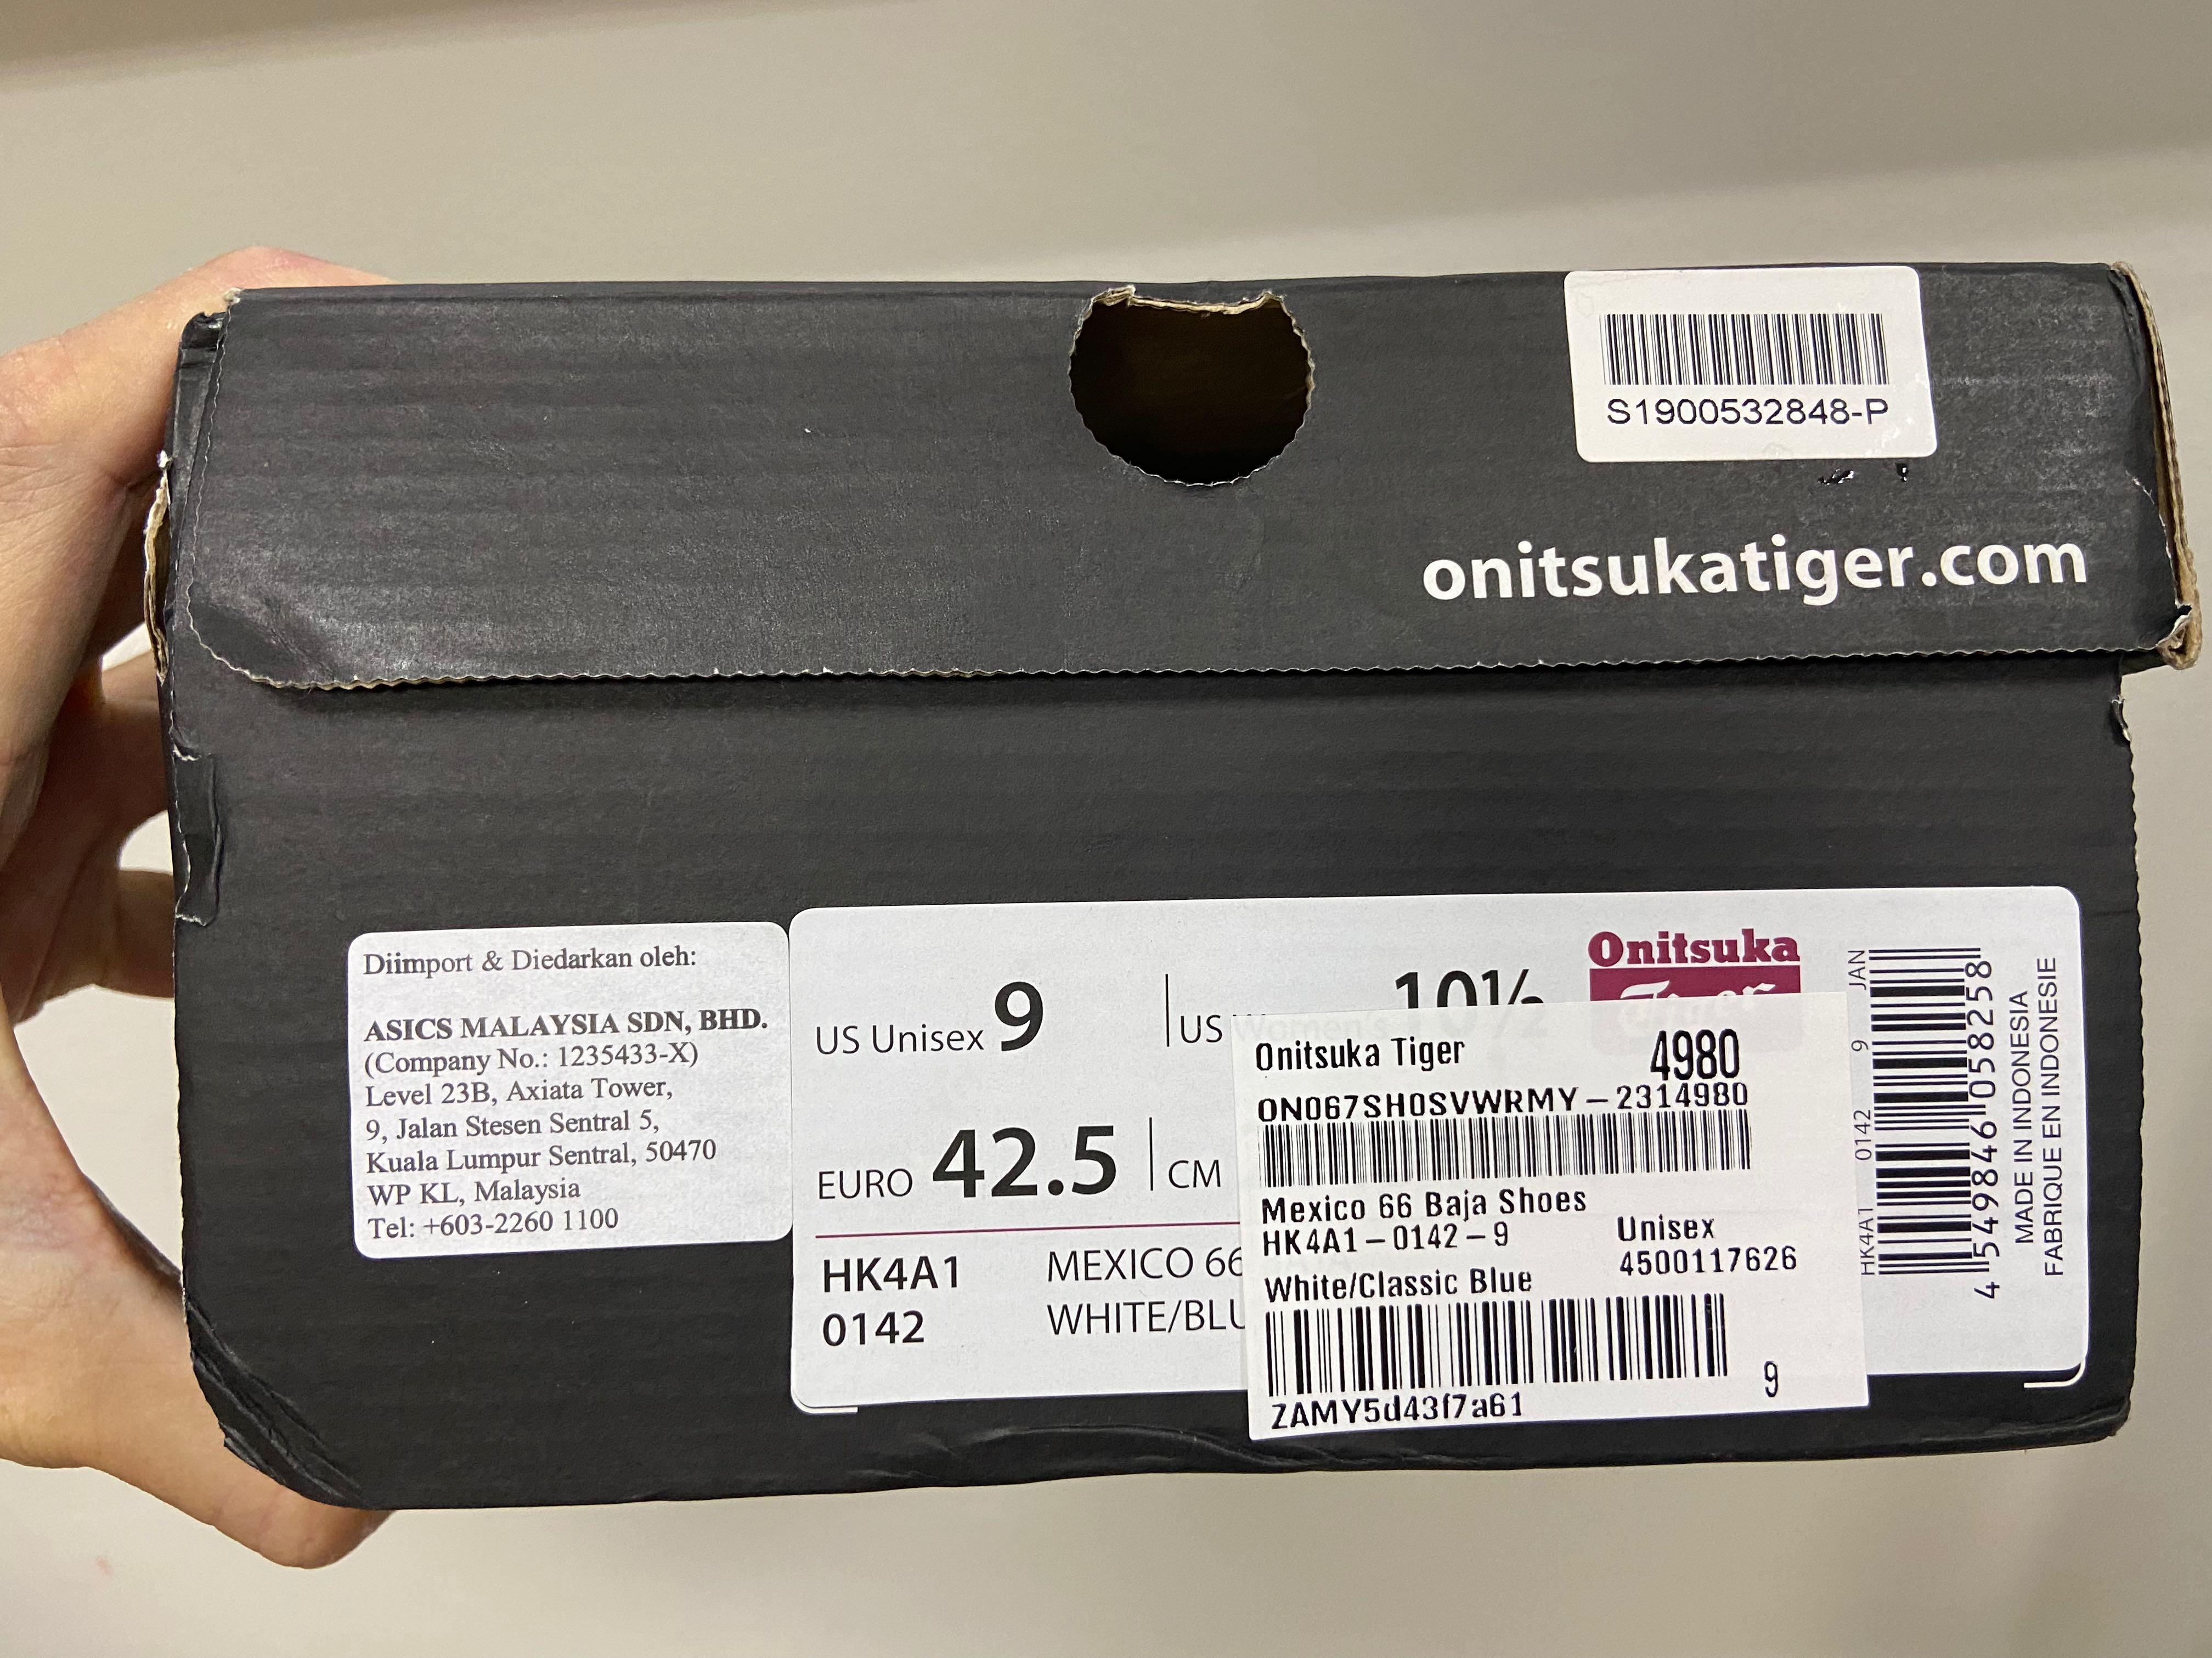 S1900532848-P
onitsukatiger.com
Diimport & Diedarkan oleh:
ASICS MALAYSIA SDN, BHD.
(Company No.: 1235433-X)
Level 23B, Axiata Tower,
9, Jalan Stesen Sentral 5,
Kuala Lumpur Sentral, 50470
WP KL, Malaysia
Tel: +603-2260 1100
US Unisex 9
US Women's 10½
EURO 42.5
CM
HK4A1
0142
MEXICO 66
WHITE/BLU
Onitsuka
Tiger
Onitsuka Tiger 4980
ON067SH0SVWRMY-2314980
Mexico 66 Baja Shoes
HK4A1-0142-9 Unisex
White/Classic Blue 4500117626
9
ZAMY5d43f7a61
HK4A1 0142 9 JAN
4 549846 058258
MADE IN INDONESIA
FABRIQUE EN INDONESIE